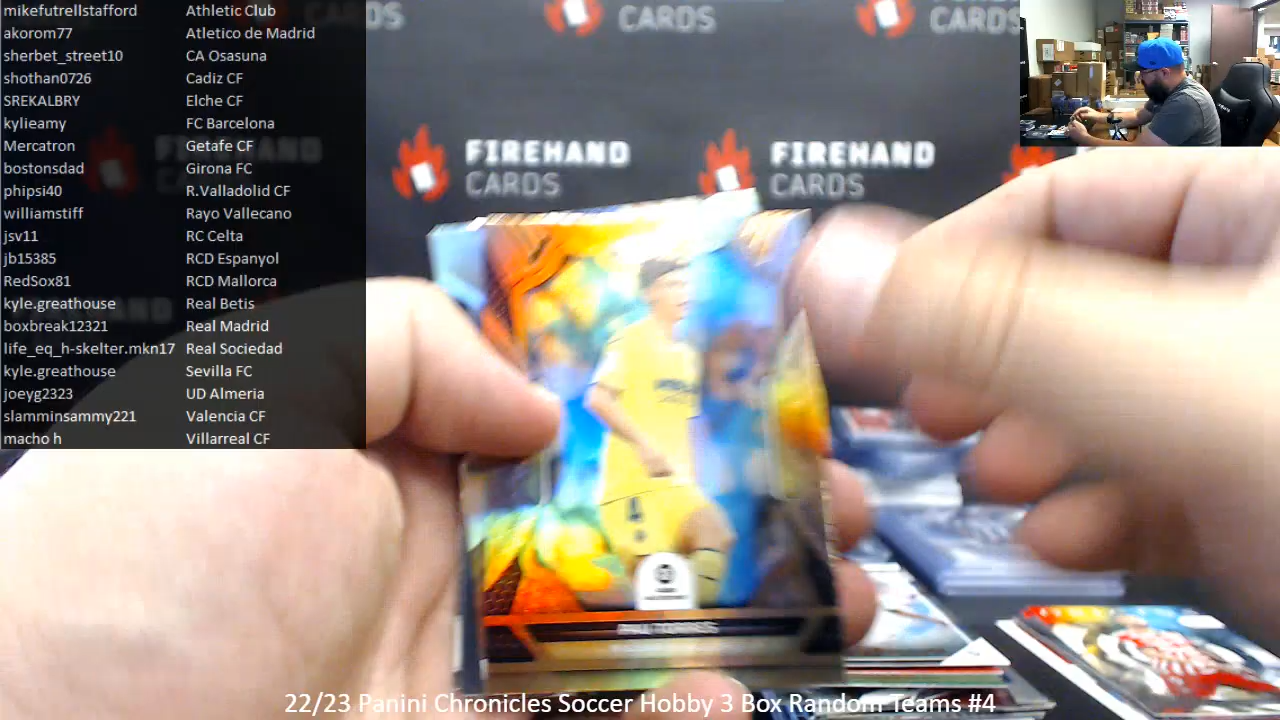 mikefutrellstafford Athletic Club
akorom77 Atletico de Madrid
sherbet_street10 CA Osasuna
shothan0726 Cadiz CF
SREKALBRY Elche CF
kylieamy FC Barcelona
Mercatron Getafe CF
bostonsdad Girona FC
phipsi40 R.Valladolid CF
williamstiff Rayo Vallecano
jsv11 RC Celta
jb15385 RCD Espanyol
RedSox81 RCD Mallorca
kyle.greathouse Real Betis
boxbreak12321 Real Madrid
life_eq_h-skelter.mkn17 Real Sociedad
kyle.greathouse Sevilla FC
joeyg2323 UD Almeria
slamminsammy221 Valencia CF
macho h Villarreal CF
CARDS
CARDS
CARDS
FIREHAND
CARDS
FIREHAND
CARDS
22/23 Panini Chronicles Soccer Hobby 3 Box Random Teams #4